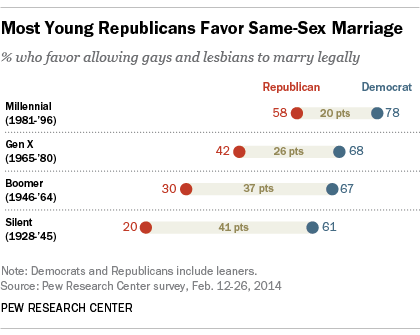 Most Young Republicans Favor Same-Sex Marriage
% who favor allowing gays and lesbians to marry legally
Republican Democrat
Millennial
(1981-'96)
58 20 pts 78
Gen X
(1965-'80)
42 26 pts 68
Boomer
(1946-'64)
30 37 pts 67
Silent
(1928-'45)
20 41 pts 61
Note: Democrats and Republicans include leaners.
Source: Pew Research Center survey, Feb. 12-26, 2014
PEW RESEARCH CENTER